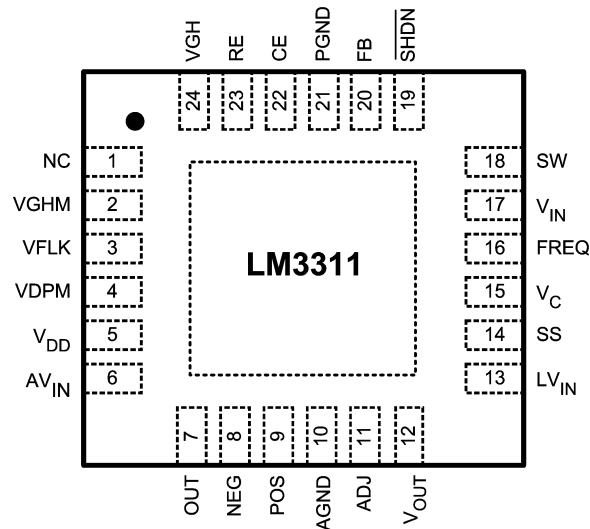 VGH RE CE PGND FB SHDN
24 23 22 21 20 19
NC 1 18 SW
VGHM 2 17 VIN
VFLK 3 16 FREQ
LM3311
VDPM 4 15 VC
VDD 5 14 SS
AVIN 6 13 LVIN
7 8 9 10 11 12
OUT NEG POS AGND ADJ VOUT